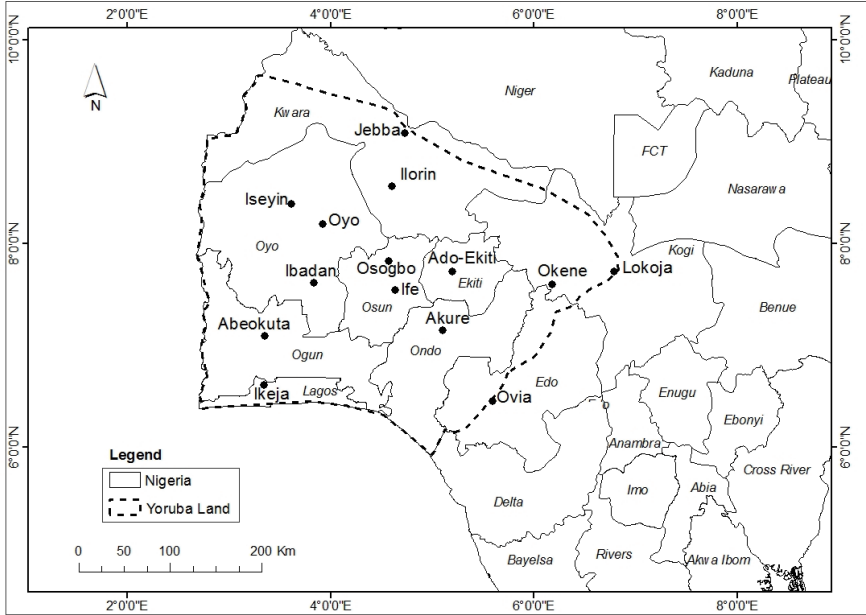 2°0'0"E 4°0'0"E 6°0'0"E 8°0'0"E
10°0'0"N 10°0'0"N
N
Kaduna
Plateau
Niger
Kwara
Jebba
FCT
Ilorin
Nasarawa
Iseyin
Oyo
Oyo
8°0'0"N 8°0'0"N
Kogi
Osogbo
Ado-Ekiti
Ibadan
Okene
Lokoja
Ekiti
Ife
Osun
Benue
Abeokuta
Akure
Ogun
Ondo
Ikeja
Lagos
Edo
Ovia
Enugu
Ebonyi
6°0'0"N 6°0'0"N
Anambra
Cross River
Legend
Nigeria
Yoruba Land
Imo
Abia
Delta
0 50 100 200 Km
Bayelsa
Rivers
Akwa Ibom
2°0'0"E 4°0'0"E 6°0'0"E 8°0'0"E